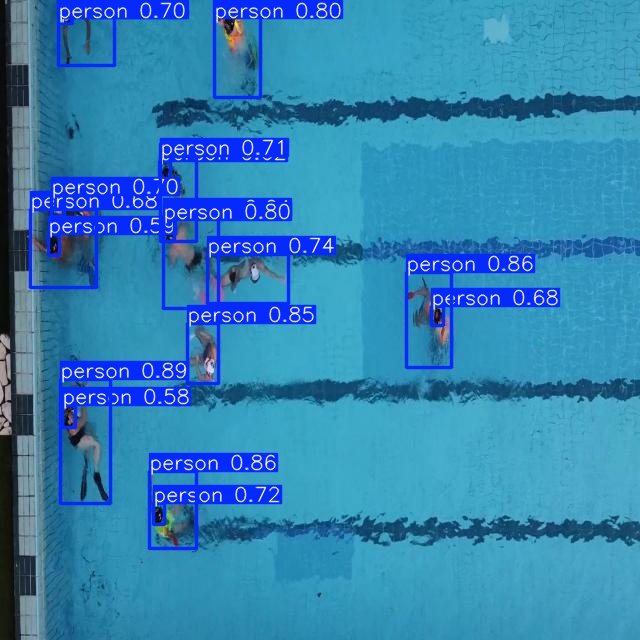 person 0.70
person 0.80
person 0.71
person 0.70
person 0.68
person 0.80
person 0.59
person 0.74
person 0.86
person 0.68
person 0.85
person 0.89
person 0.58
person 0.86
person 0.72